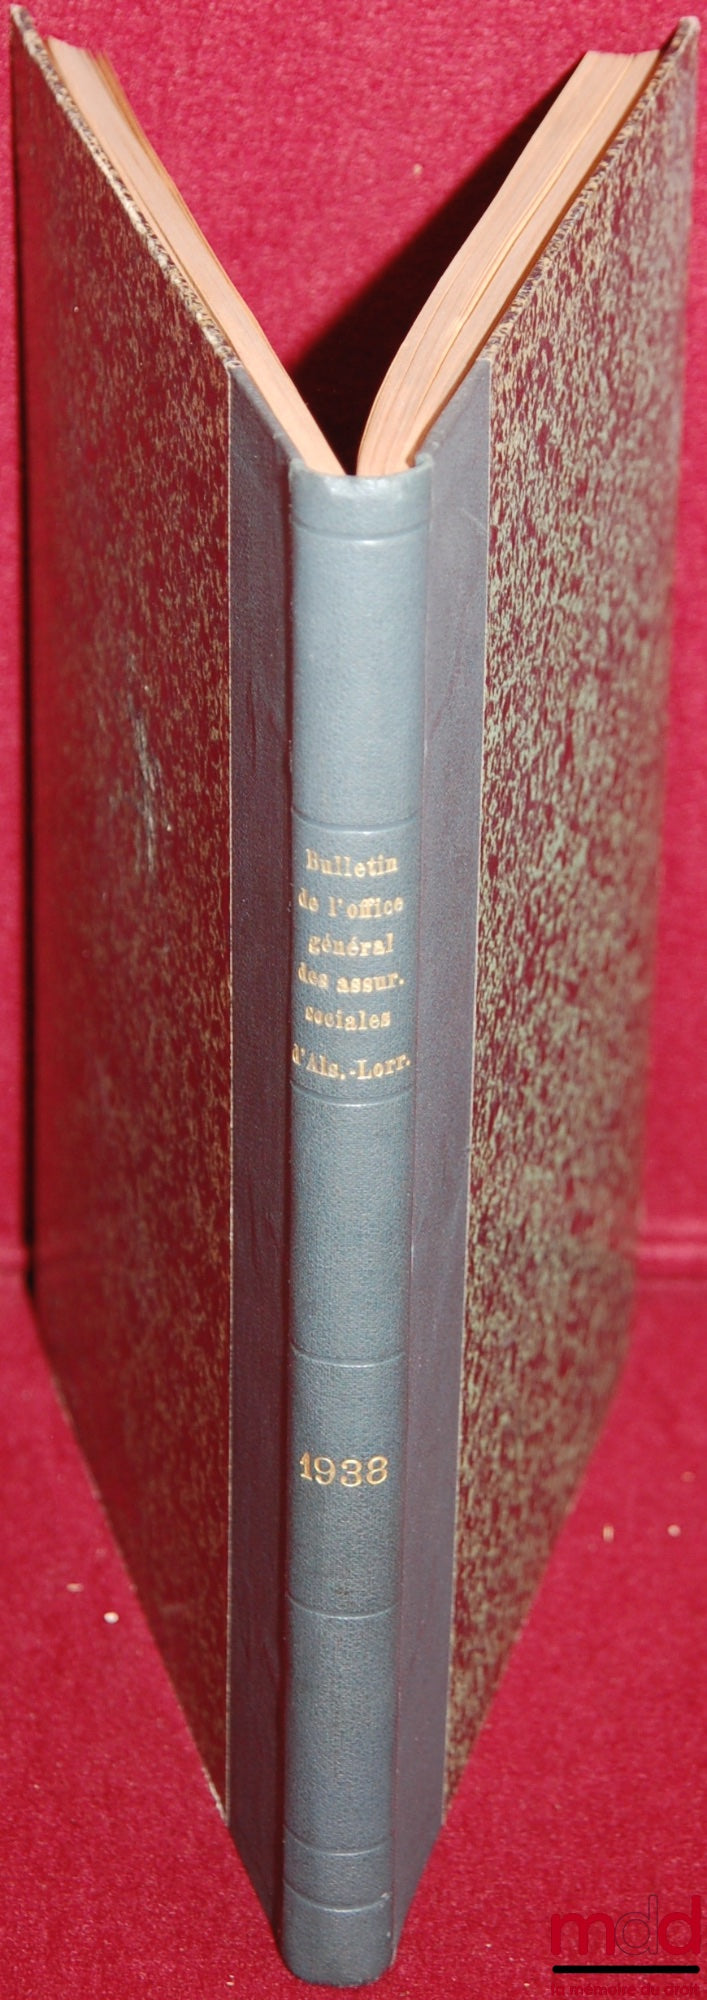 Bulletin
de l'office
général
des assur.
sociales
d'Als.-Lorr.
1938
mdd
la mémoire du droit